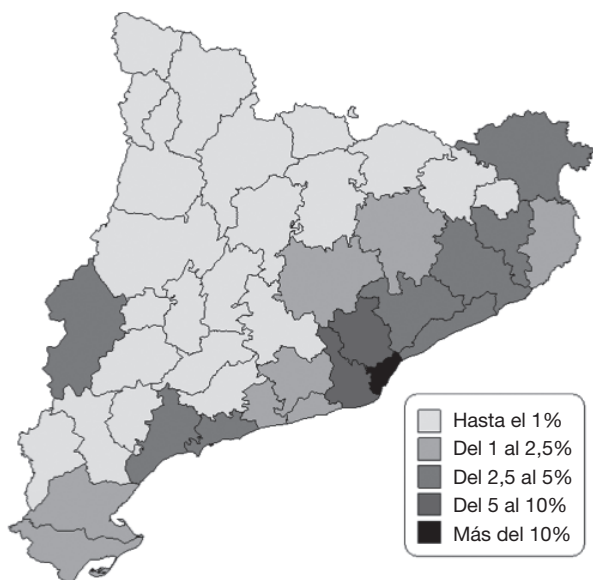 Hasta el 1%
Del 1 al 2,5%
Del 2,5 al 5%
Del 5 al 10%
Más del 10%